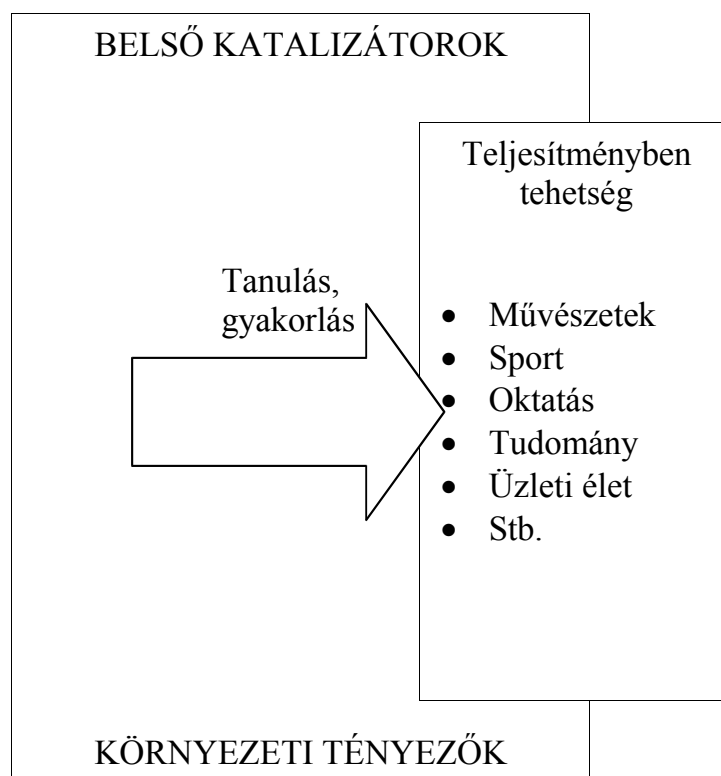 BELSŐ KATALIZÁTOROK
Teljesítményben
tehetség
Tanulás,
gyakorlás
• Művészetek
• Sport
• Oktatás
• Tudomány
• Üzleti élet
• Stb.
KÖRNYEZETI TÉNYEZŐK